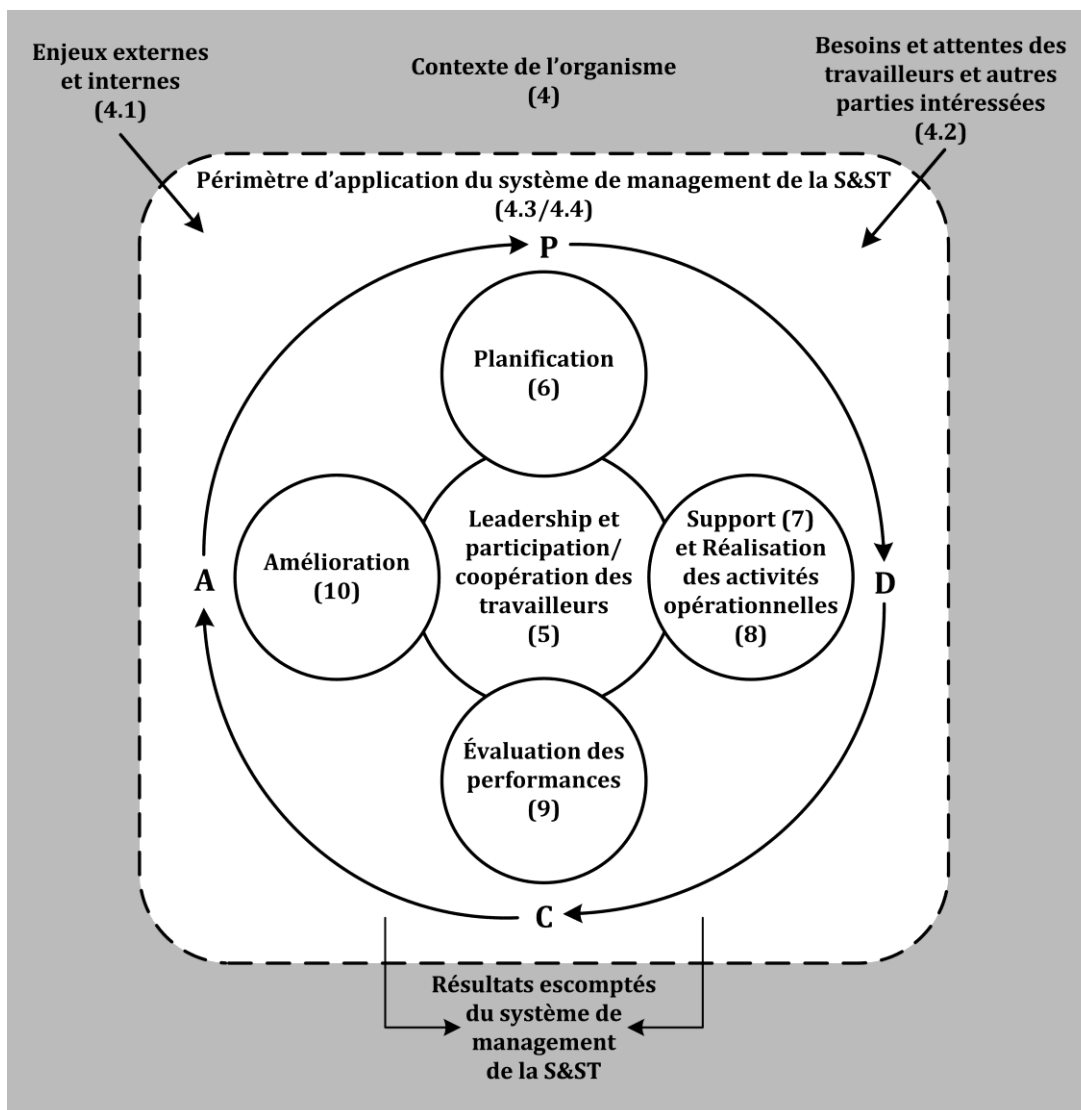 Enjeux externes
et internes
(4.1)
Contexte de l’organisme
(4)
Besoins et attentes des
travailleurs et autres
parties intéressées
(4.2)
Périmètre d’application du système de management de la S&ST
(4.3/4.4)
P
Planification
(6)
A
Amélioration
(10)
Leadership et
participation/
coopération des
travailleurs
(5)
Support (7)
et Réalisation
des activités
opérationnelles
(8)
D
Évaluation des
performances
(9)
C
Résultats escomptés
du système de
management
de la S&ST